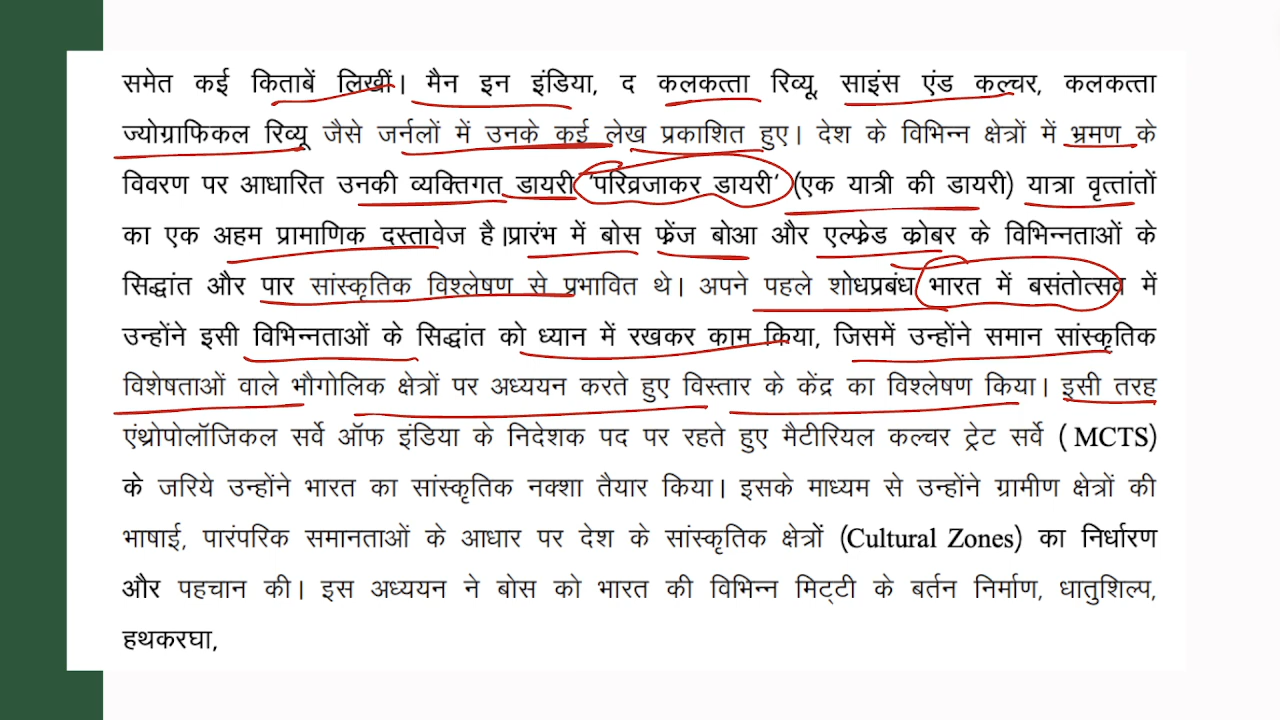 समेत कई किताबें लिखीं। मैन इन इंडिया, द कलकत्ता रिव्यू, साइंस एंड कल्चर, कलकत्ता
ज्योग्राफिकल रिव्यू जैसे जर्नलों में उनके कई लेख प्रकाशित हुए। देश के विभिन्न क्षेत्रों में भ्रमण के
विवरण पर आधारित उनकी व्यक्तिगत डायरी ‘परिव्रजाकर डायरी’ (एक यात्री की डायरी) यात्रा वृत्तांतों
का एक अहम प्रामाणिक दस्तावेज है।प्रारंभ में बोस फ्रेंज बोआ और एल्फ्रेड क्रोबर के विभिन्नताओं के
सिद्धांत और पार सांस्कृतिक विश्लेषण से प्रभावित थे। अपने पहले शोधप्रबंध भारत में बसंतोत्सव में
उन्होंने इसी विभिन्नताओं के सिद्धांत को ध्यान में रखकर काम किया, जिसमें उन्होंने समान सांस्कृतिक
विशेषताओं वाले भौगोलिक क्षेत्रों पर अध्ययन करते हुए विस्तार के केंद्र का विश्लेषण किया। इसी तरह
एंथ्रोपोलॉजिकल सर्वे ऑफ इंडिया के निदेशक पद पर रहते हुए मैटीरियल कल्चर ट्रेट सर्वे ( MCTS)
के जरिये उन्होंने भारत का सांस्कृतिक नक्शा तैयार किया। इसके माध्यम से उन्होंने ग्रामीण क्षेत्रों की
भाषाई, पारंपरिक समानताओं के आधार पर देश के सांस्कृतिक क्षेत्रों (Cultural Zones) का निर्धारण
और पहचान की। इस अध्ययन ने बोस को भारत की विभिन्न मिट्टी के बर्तन निर्माण, धातुशिल्प,
हथकरघा,